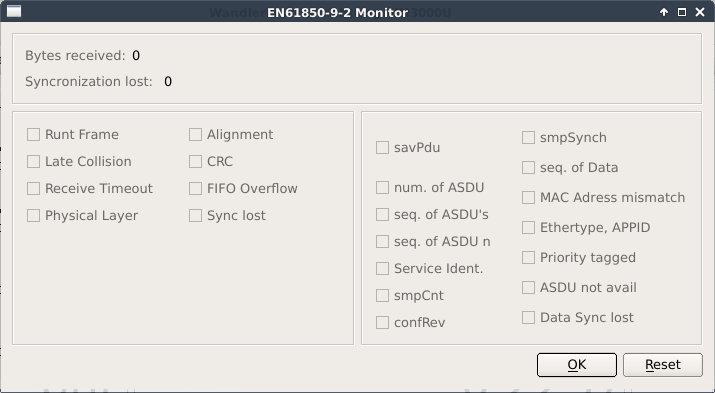 EN61850-9-2 Monitor
Bytes received: 0
Syncronization lost: 0
Runt Frame
Late Collision
Receive Timeout
Physical Layer
Alignment
CRC
FIFO Overflow
Sync lost
savPdu
num. of ASDU
seq. of ASDU's
seq. of ASDU n
Service Ident.
smpCnt
confRev
smpSynch
seq. of Data
MAC Adress mismatch
Ethertype, APPID
Priority tagged
ASDU not avail
Data Sync lost
OK
Reset